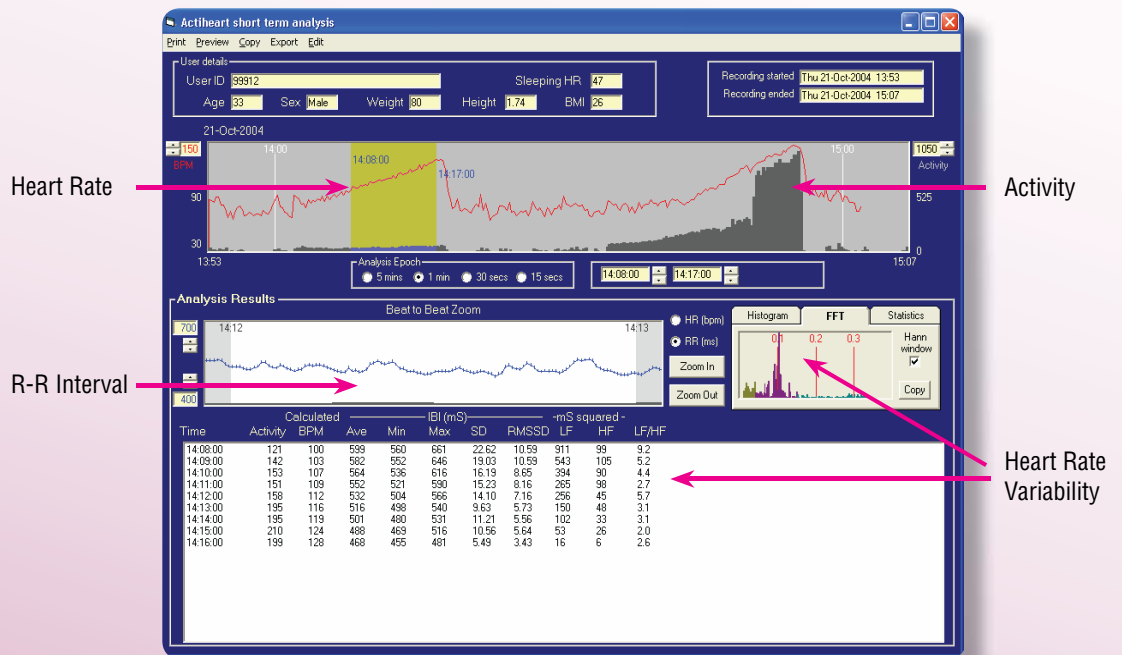 Actiheart short term analysis
Print Preview Copy Export Edit
User details
User ID 99912 Sleeping HR 47
Age 33 Sex Male Weight 80 Height 1.74 BMI 26
Recording started Thu 21-Oct-2004 13:53
Recording ended Thu 21-Oct-2004 15:07
21-Oct-2004
150 14:00 15:00 1050
BPM 14:08:00 Activity
14:17:00
Heart Rate
Activity
90 525
30 0
13:53 15:07
Analysis Epoch
5 mins 1 min 30 secs 15 secs
14:08:00 14:17:00
Analysis Results
Beat to Beat Zoom
700 14:12 14:13
HR (bpm)
RR (ms)
Zoom In
Zoom Out
400
R-R Interval
Histogram FFT Statistics
0.1 0.2 0.3
Hann window
Copy
Heart Rate
Variability
Calculated IBI (mS) -mS squared -
Time Activity BPM Ave Min Max SD RMSSD LF HF LF/HF
14:08:00 121 100 599 560 661 22.62 10.59 911 99 9.2
14:09:00 142 103 582 552 646 19.03 10.59 543 105 5.2
14:10:00 153 107 564 536 616 16.19 8.65 394 90 4.4
14:11:00 151 109 552 521 590 15.23 8.16 265 98 2.7
14:12:00 158 112 532 504 566 14.10 7.16 256 45 5.7
14:13:00 195 116 516 498 540 9.63 5.73 150 48 3.1
14:14:00 195 119 501 480 531 11.21 5.56 102 33 3.1
14:15:00 210 124 488 469 516 10.56 5.64 53 26 2.0
14:16:00 199 128 468 455 481 5.49 3.43 16 6 2.6